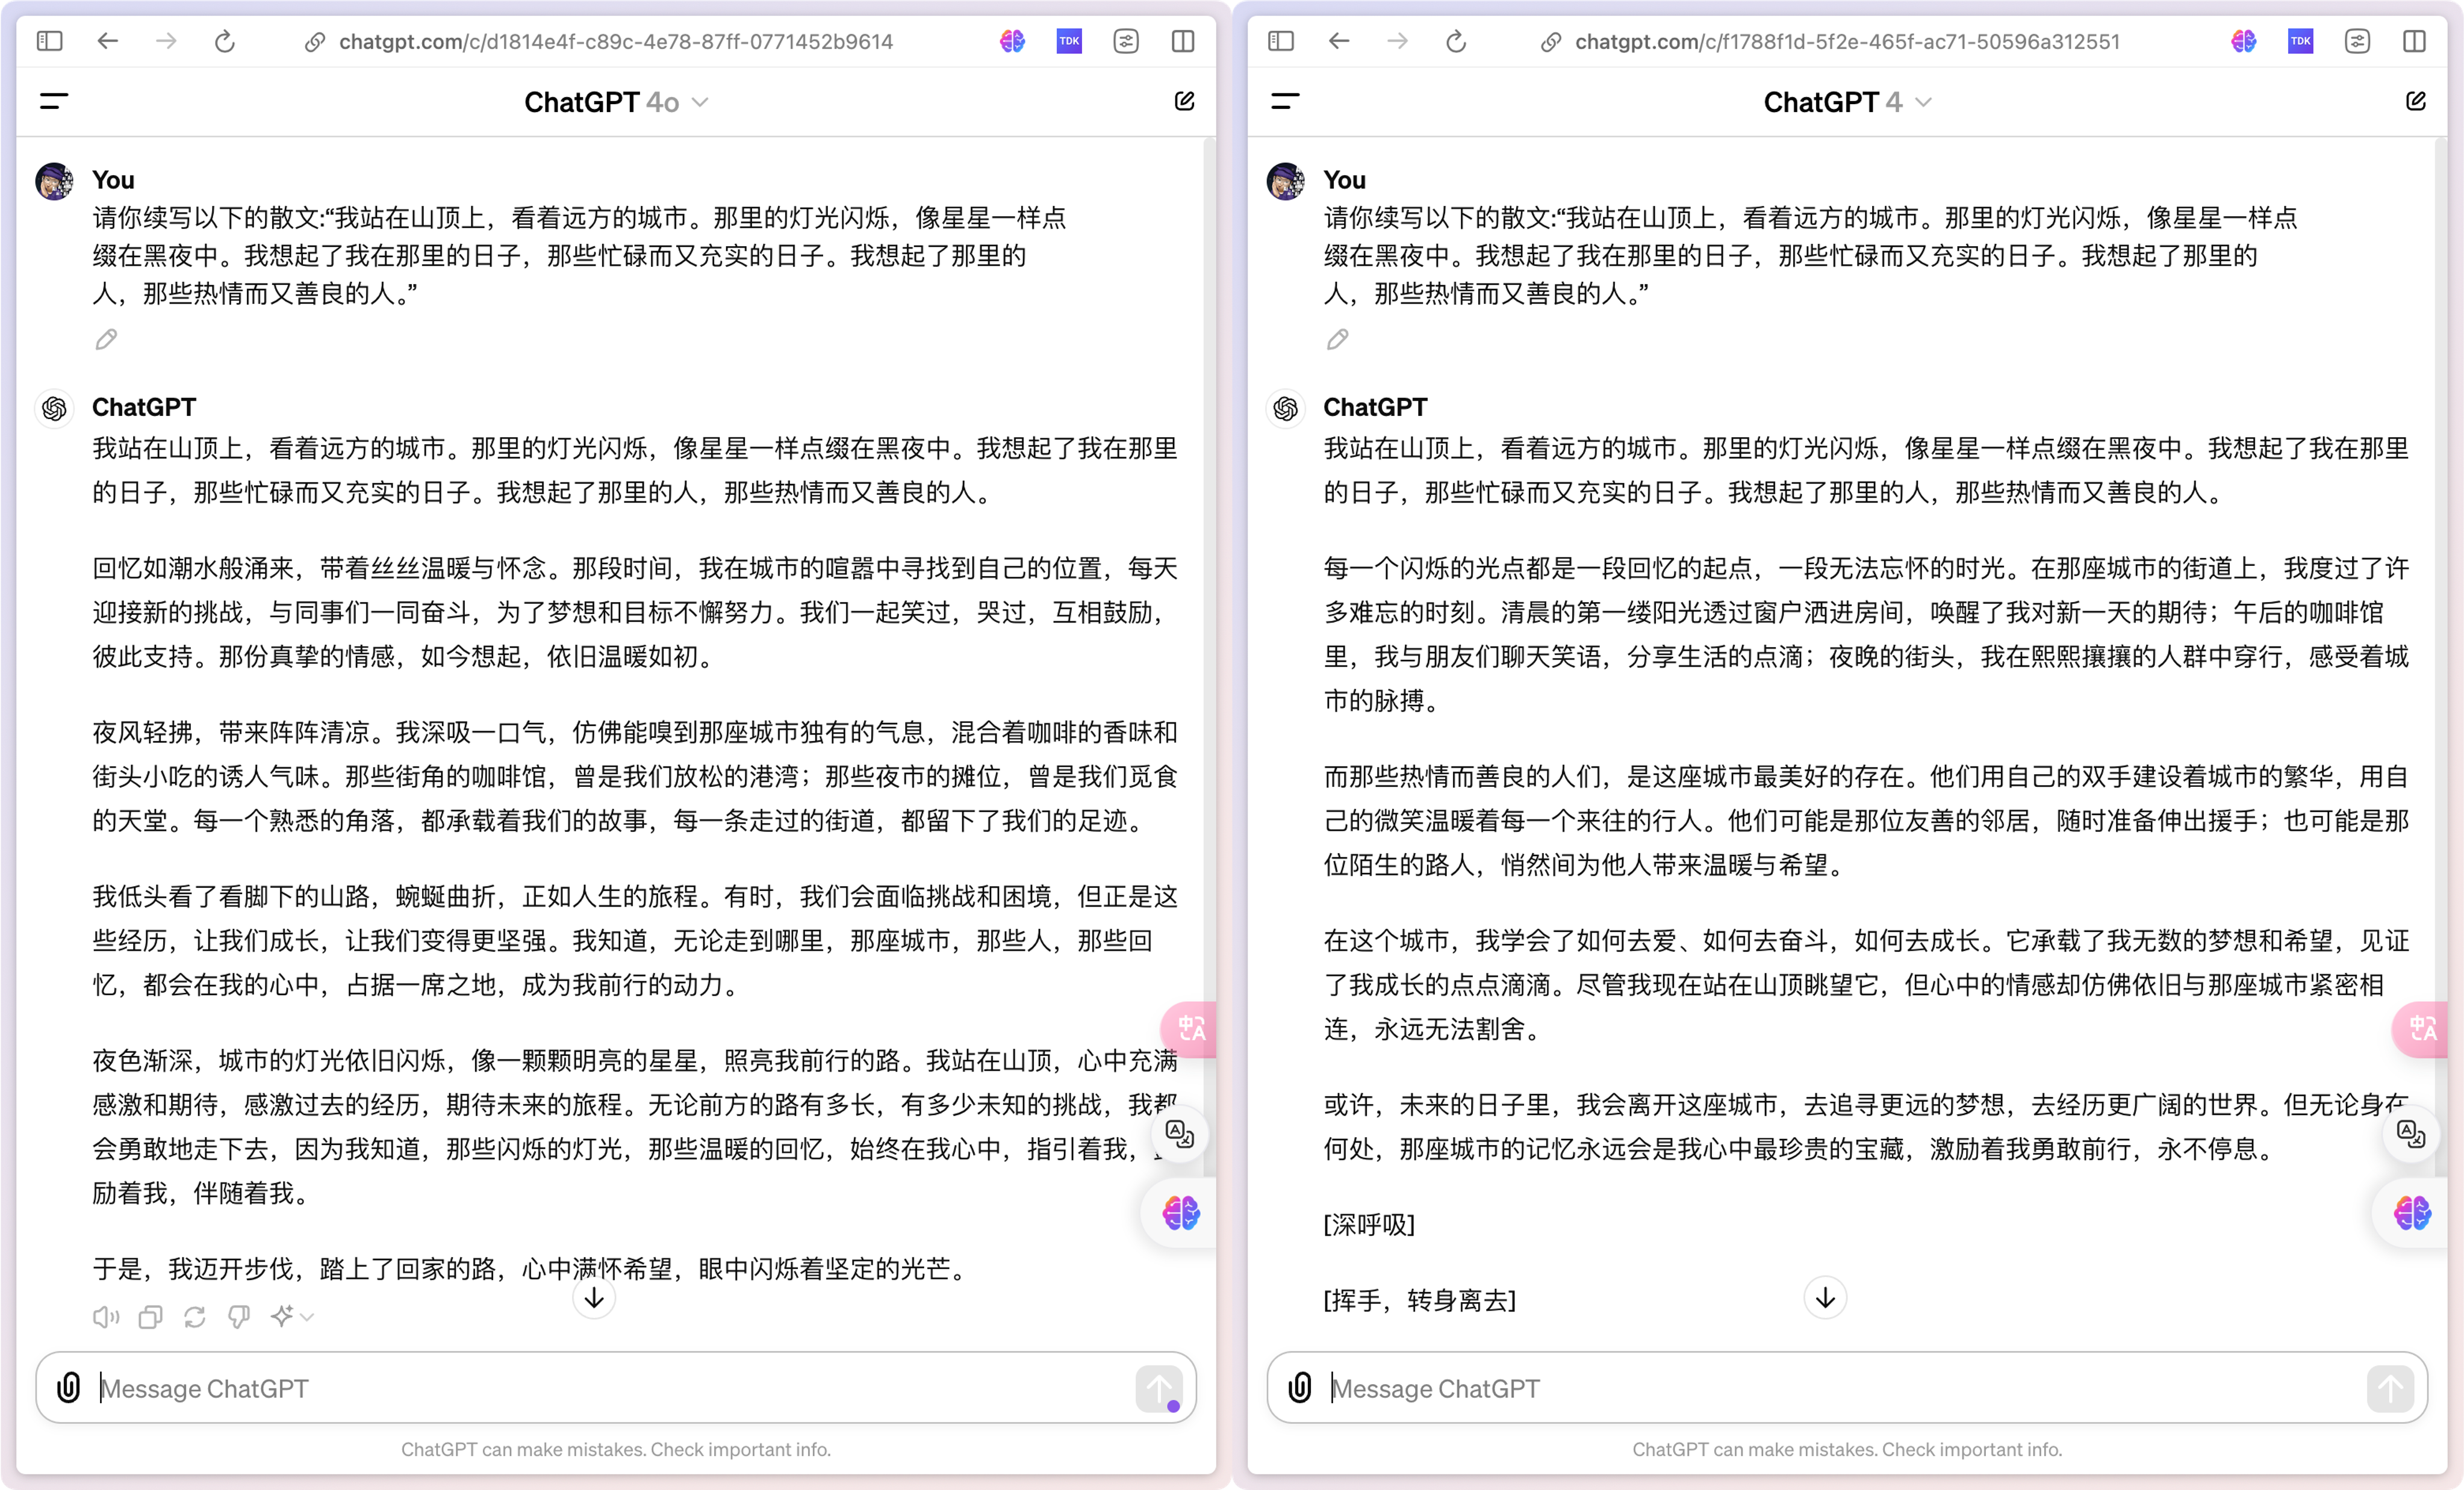 chatgpt.com/c/d1814e4f-c89c-4e78-87ff-0771452b9614
TDK
ChatGPT 4o
You
请你续写以下的散文:“我站在山顶上，看着远方的城市。那里的灯光闪烁，像星星一样点
缀在黑夜中。我想起了我在那里的日子，那些忙碌而又充实的日子。我想起了那里的
人，那些热情而又善良的人。”
ChatGPT
我站在山顶上，看着远方的城市。那里的灯光闪烁，像星星一样点缀在黑夜中。我想起了我在那里
的日子，那些忙碌而又充实的日子。我想起了那里的人，那些热情而又善良的人。
回忆如潮水般涌来，带着丝丝温暖与怀念。那段时间，我在城市的喧嚣中寻找到自己的位置，每天
迎接新的挑战，与同事们一同奋斗，为了梦想和目标不懈努力。我们一起笑过，哭过，互相鼓励，
彼此支持。那份真挚的情感，如今想起，依旧温暖如初。
夜风轻拂，带来阵阵清凉。我深吸一口气，仿佛能嗅到那座城市独有的气息，混合着咖啡的香味和
街头小吃的诱人气味。那些街角的咖啡馆，曾是我们放松的港湾；那些夜市的摊位，曾是我们觅食
的天堂。每一个熟悉的角落，都承载着我们的故事，每一条走过的街道，都留下了我们的足迹。
我低头看了看脚下的山路，蜿蜒曲折，正如人生的旅程。有时，我们会面临挑战和困境，但正是这
些经历，让我们成长，让我们变得更坚强。我知道，无论走到哪里，那座城市，那些人，那些回
忆，都会在我的心中，占据一席之地，成为我前行的动力。
夜色渐深，城市的灯光依旧闪烁，像一颗颗明亮的星星，照亮我前行的路。我站在山顶，心中充满
感激和期待，感激过去的经历，期待未来的旅程。无论前方的路有多长，有多少未知的挑战，我都
会勇敢地走下去，因为我知道，那些闪烁的灯光，那些温暖的回忆，始终在我心中，指引着我，
励着我，伴随着我。
于是，我迈开步伐，踏上了回家的路，心中满怀希望，眼中闪烁着坚定的光芒。
中A
A
Message ChatGPT
ChatGPT can make mistakes. Check important info.
chatgpt.com/c/f1788f1d-5f2e-465f-ac71-50596a312551
TDK
ChatGPT 4
You
请你续写以下的散文:“我站在山顶上，看着远方的城市。那里的灯光闪烁，像星星一样点
缀在黑夜中。我想起了我在那里的日子，那些忙碌而又充实的日子。我想起了那里的
人，那些热情而又善良的人。”
ChatGPT
我站在山顶上，看着远方的城市。那里的灯光闪烁，像星星一样点缀在黑夜中。我想起了我在那里
的日子，那些忙碌而又充实的日子。我想起了那里的人，那些热情而又善良的人。
每一个闪烁的光点都是一段回忆的起点，一段无法忘怀的时光。在那座城市的街道上，我度过了许
多难忘的时刻。清晨的第一缕阳光透过窗户洒进房间，唤醒了我对新一天的期待；午后的咖啡馆
里，我与朋友们聊天笑语，分享生活的点滴；夜晚的街头，我在熙熙攘攘的人群中穿行，感受着城
市的脉搏。
而那些热情而善良的人们，是这座城市最美好的存在。他们用自己的双手建设着城市的繁华，用自
己的微笑温暖着每一个来往的行人。他们可能是那位友善的邻居，随时准备伸出援手；也可能是那
位陌生的路人，悄然间为他人带来温暖与希望。
在这个城市，我学会了如何去爱、如何去奋斗，如何去成长。它承载了我无数的梦想和希望，见证
了我成长的点点滴滴。尽管我现在站在山顶眺望它，但心中的情感却仿佛依旧与那座城市紧密相
连，永远无法割舍。
或许，未来的日子里，我会离开这座城市，去追寻更远的梦想，去经历更广阔的世界。但无论身在
何处，那座城市的记忆永远会是我心中最珍贵的宝藏，激励着我勇敢前行，永不停息。
[深呼吸]
[挥手，转身离去]
中A
A
Message ChatGPT
ChatGPT can make mistakes. Check important info.